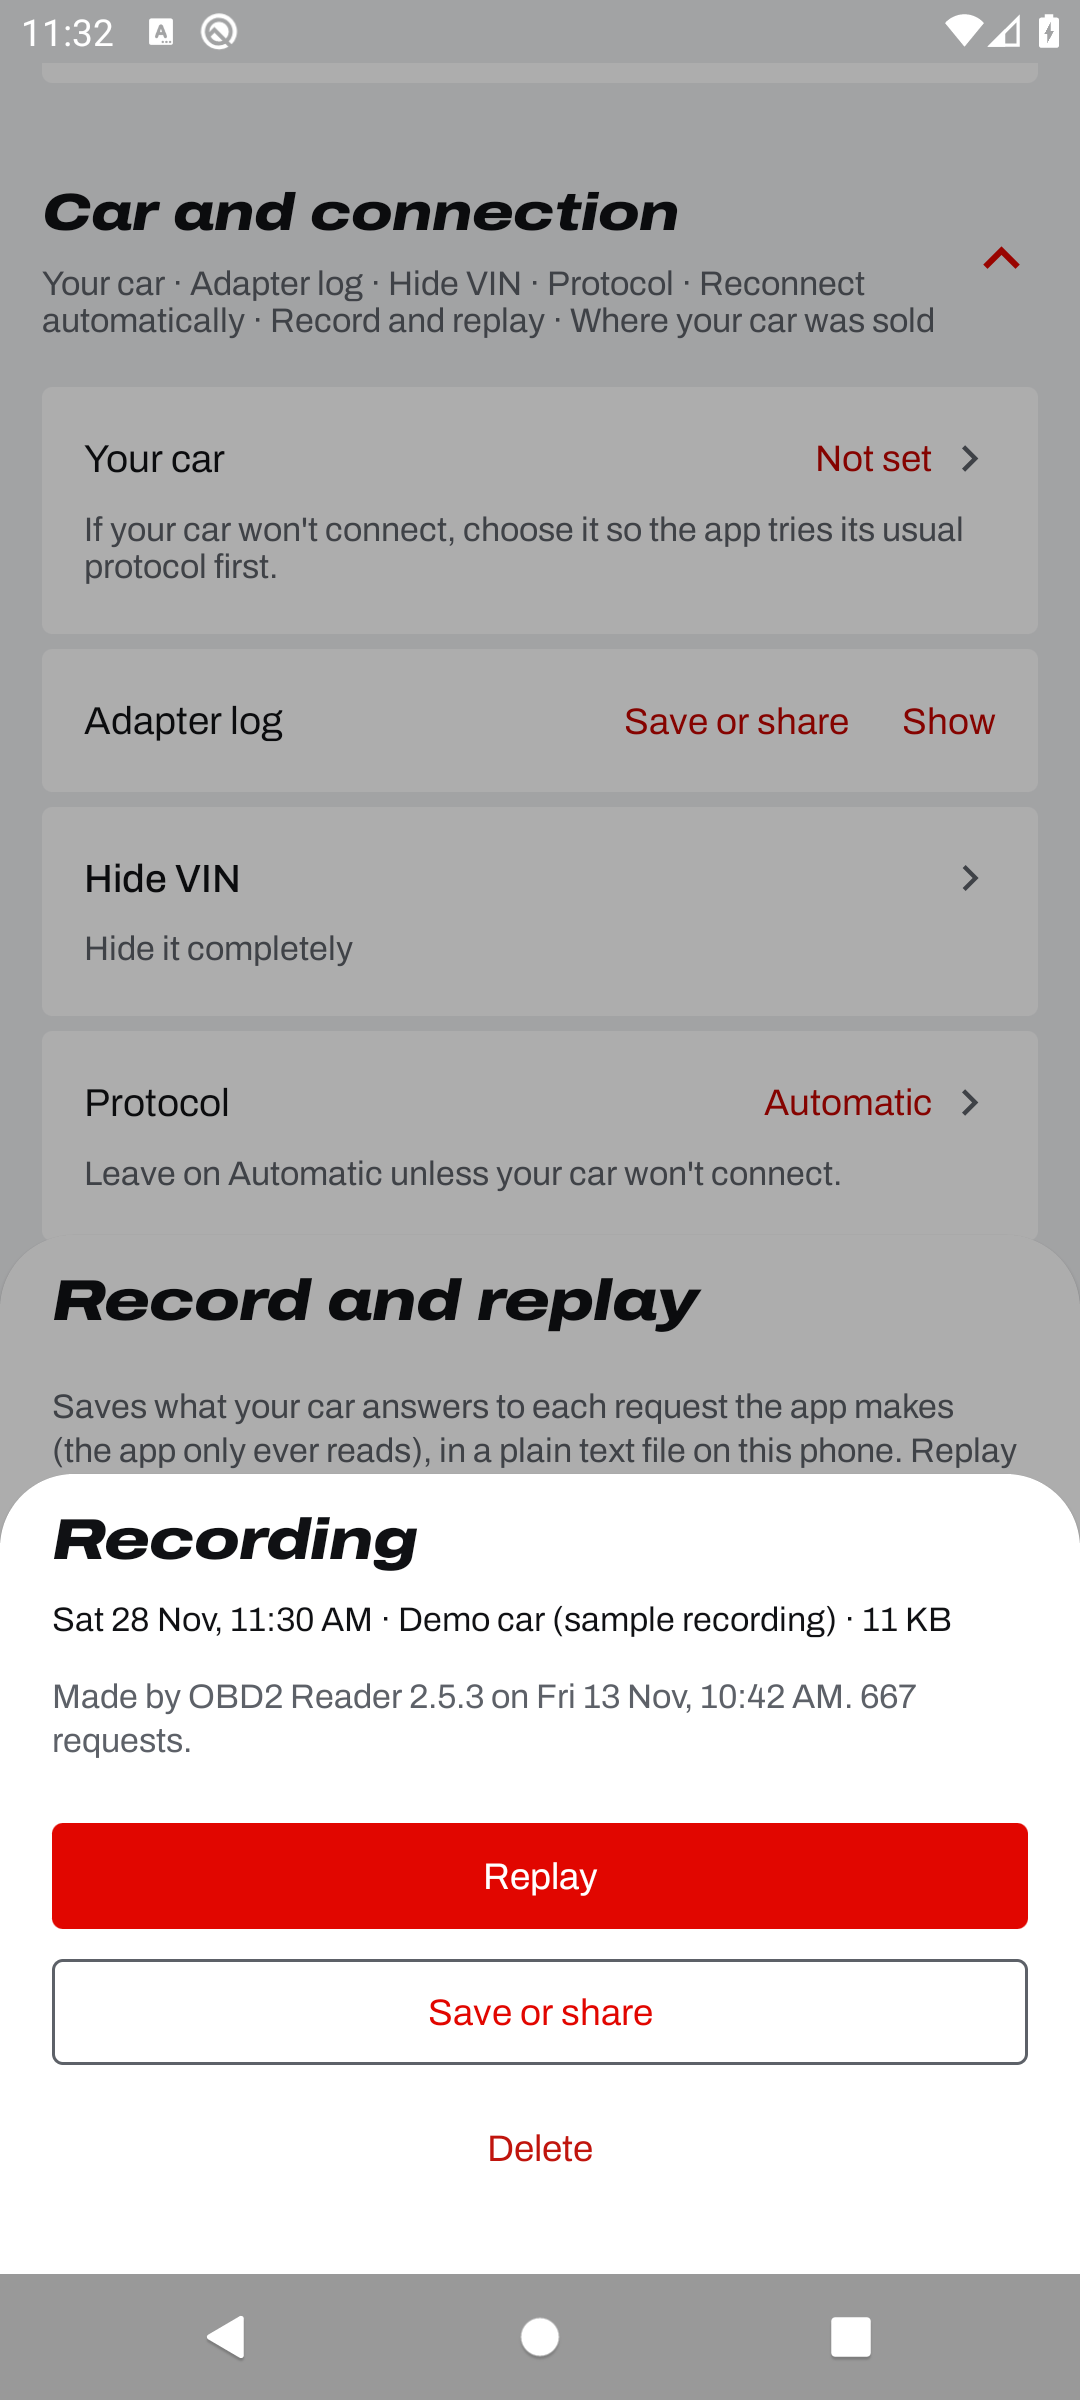 11:32
Car and connection
Your car · Adapter log · Hide VIN · Protocol · Reconnect
automatically · Record and replay · Where your car was sold
Your car
Not set
If your car won't connect, choose it so the app tries its usual
protocol first.
Adapter log
Save or share
Show
Hide VIN
Hide it completely
Protocol
Automatic
Leave on Automatic unless your car won't connect.
Record and replay
Saves what your car answers to each request the app makes
(the app only ever reads), in a plain text file on this phone. Replay
Recording
Sat 28 Nov, 11:30 AM · Demo car (sample recording) · 11 KB
Made by OBD2 Reader 2.5.3 on Fri 13 Nov, 10:42 AM. 667
requests.
Replay
Save or share
Delete